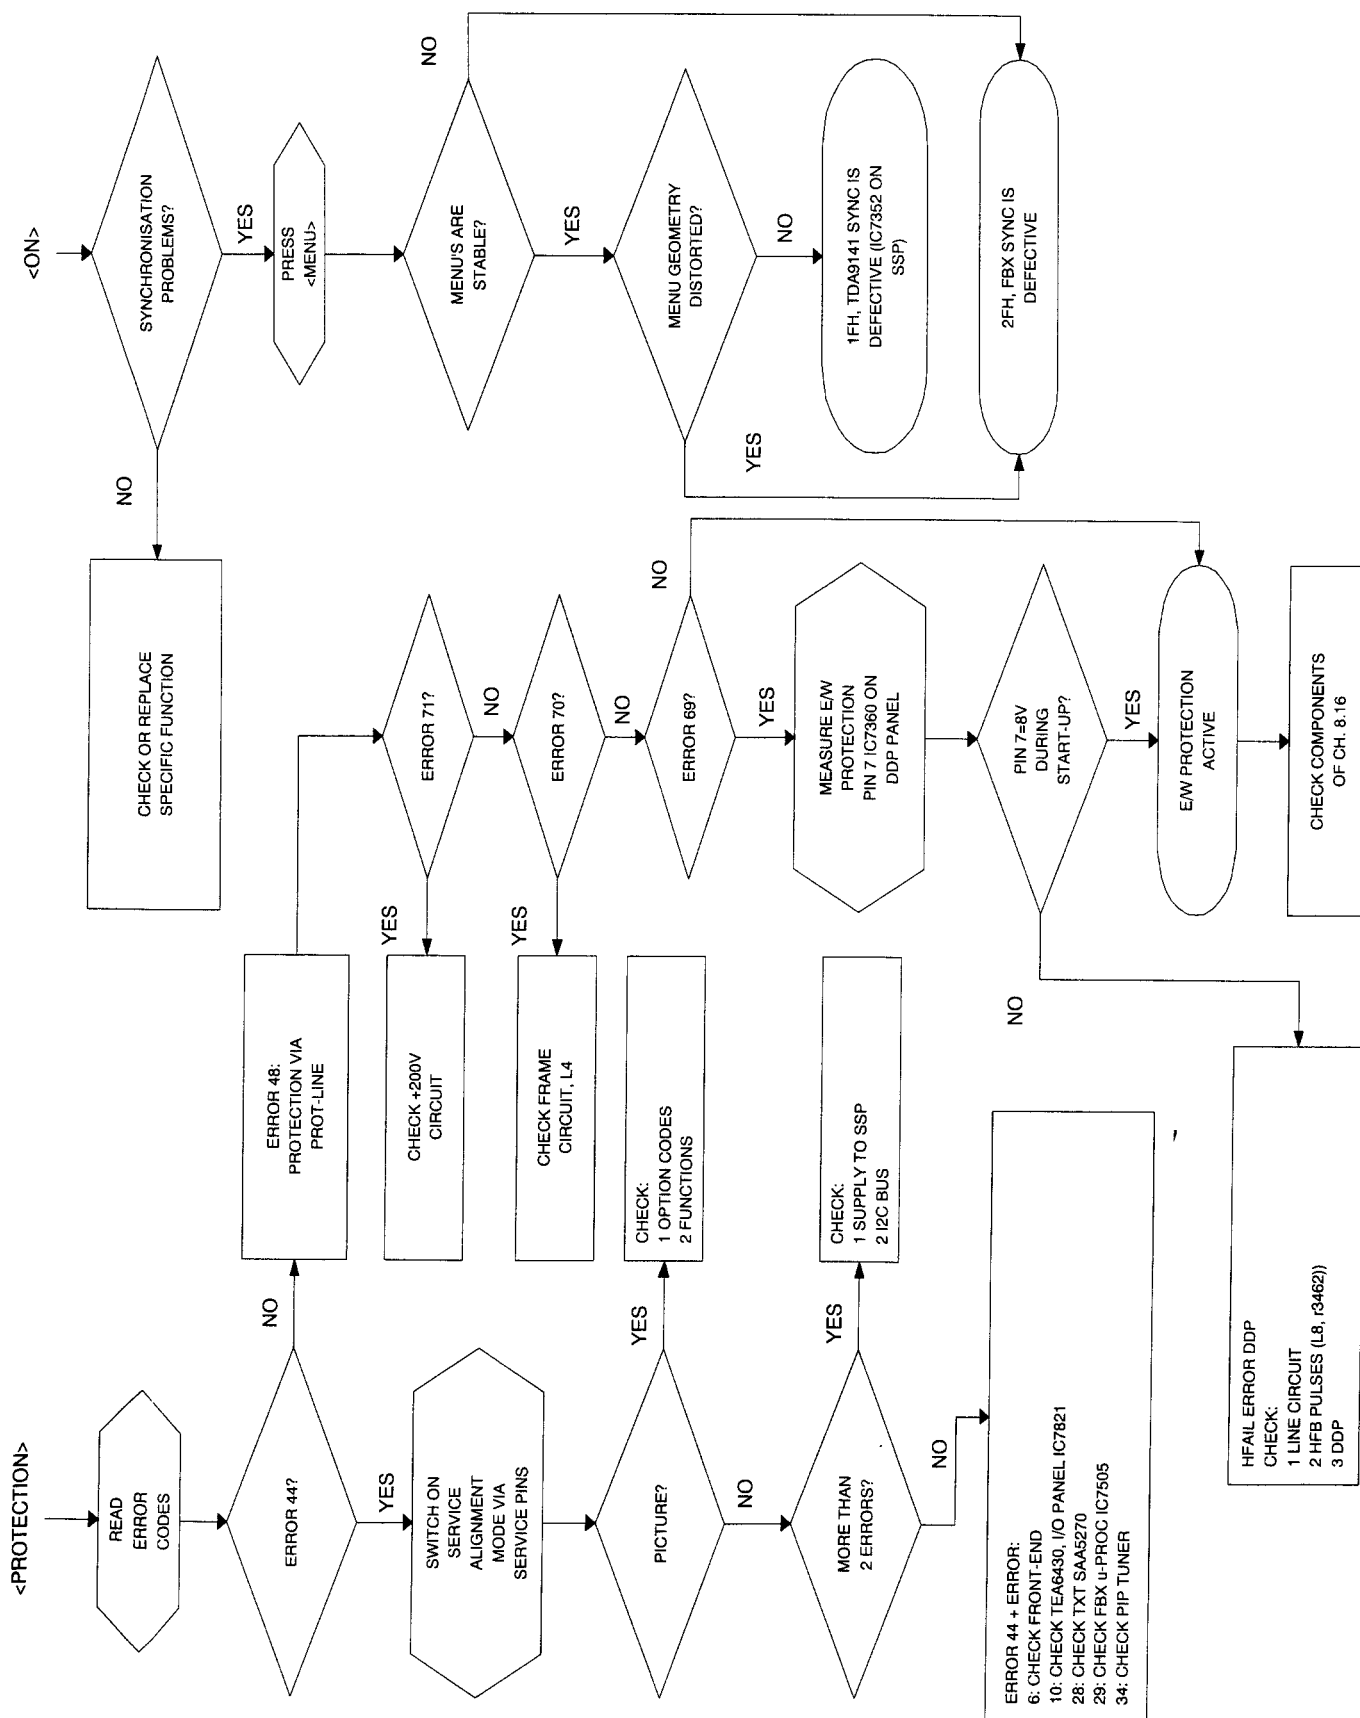 <PROTECTION>
READ
ERROR
CODES
ERROR 44?
NO
YES
SWITCH ON
SERVICE
ALIGNMENT
MODE VIA
SERVICE PINS
PICTURE?
YES
NO
MORE THAN
2 ERRORS?
YES
NO
ERROR 44 + ERROR:
6: CHECK FRONT-END
10: CHECK TEA6430, I/O PANEL IC7821
28: CHECK TXT SAA5270
29: CHECK FBX u-PROC IC7505
34: CHECK PIP TUNER
ERROR 48:
PROTECTION VIA
PROT-LINE
CHECK +200V
CIRCUIT
CHECK FRAME
CIRCUIT, L4
CHECK:
1 OPTION CODES
2 FUNCTIONS
CHECK:
1 SUPPLY TO SSP
2 I2C BUS
ERROR 71?
YES
NO
ERROR 70?
YES
NO
ERROR 69?
NO
YES
MEASURE E/W
PROTECTION
PIN 7 IC7360 ON
DDP PANEL
PIN 7=8V
DURING
START-UP?
NO
YES
E/W PROTECTION
ACTIVE
CHECK COMPONENTS
OF CH. 8.16
HFAIL ERROR DDP
CHECK:
1 LINE CIRCUIT
2 HFB PULSES (L8, r3462))
3 DDP
<ON>
SYNCHRONISATION
PROBLEMS?
NO
YES
CHECK OR REPLACE
SPECIFIC FUNCTION
PRESS
<MENU>
MENU'S ARE
STABLE?
NO
YES
MENU GEOMETRY
DISTORTED?
YES
NO
1FH, TDA9141 SYNC IS
DEFECTIVE (IC7352 ON
SSP)
2FH, FBX SYNC IS
DEFECTIVE